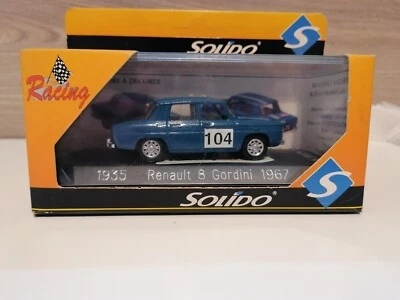 SOLIDO
S
Racing
104
1935 Renault 8 Gordini 1967
S
SOLIDO